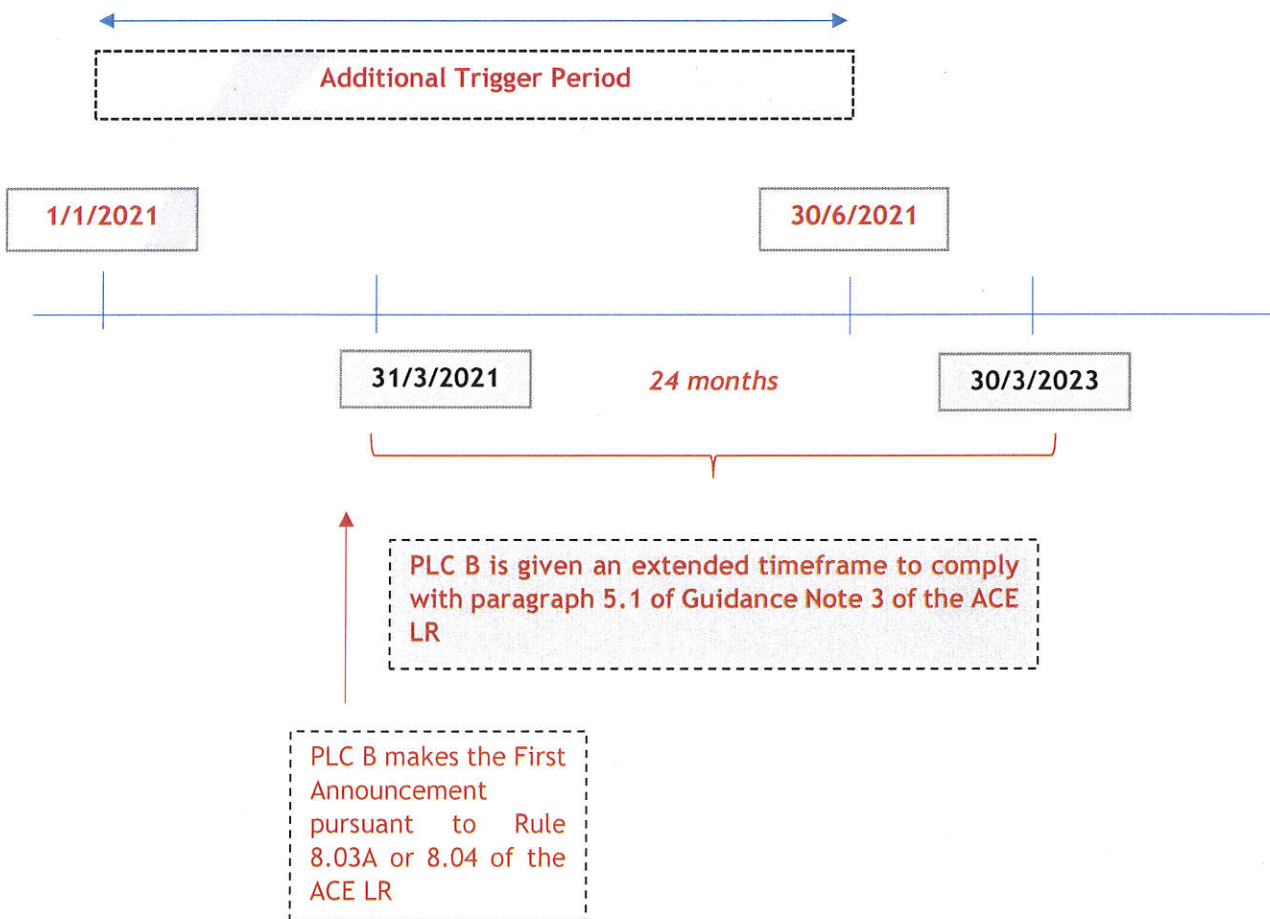 Additional Trigger Period
1/1/2021
30/6/2021
31/3/2021
24 months
30/3/2023
PLC B is given an extended timeframe to comply
with paragraph 5.1 of Guidance Note 3 of the ACE
LR
PLC B makes the First
Announcement
pursuant to Rule
8.03A or 8.04 of the
ACE LR